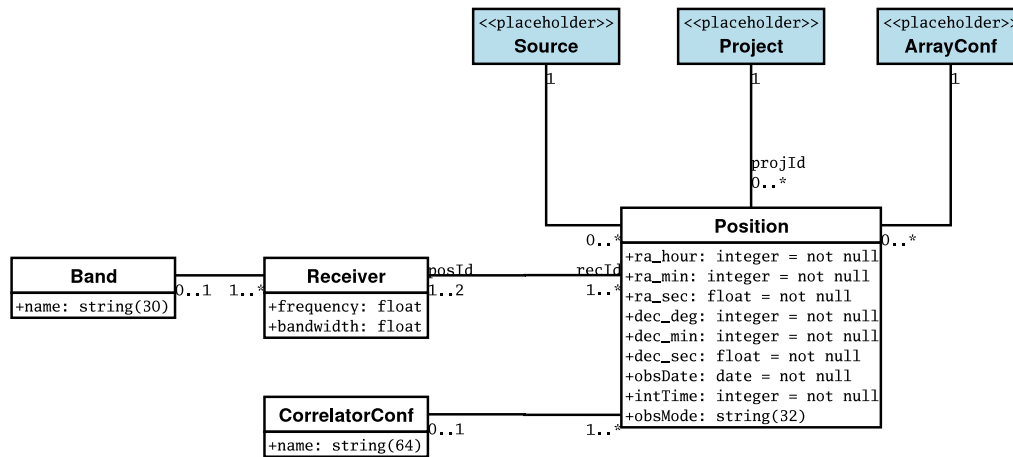 <<placeholder>>
Source
<<placeholder>>
Project
<<placeholder>>
ArrayConf
1
1
1
projId
0..*
0..*
0..*
Position
+ra_hour: integer = not null
+ra_min: integer = not null
+ra_sec: float = not null
+dec_deg: integer = not null
+dec_min: integer = not null
+dec_sec: float = not null
+obsDate: date = not null
+intTime: integer = not null
+obsMode: string(32)
Band
+name: string(30)
0..1
1..*
Receiver
+frequency: float
+bandwidth: float
posId
1..2
recId
1..*
CorrelatorConf
+name: string(64)
0..1
1..*